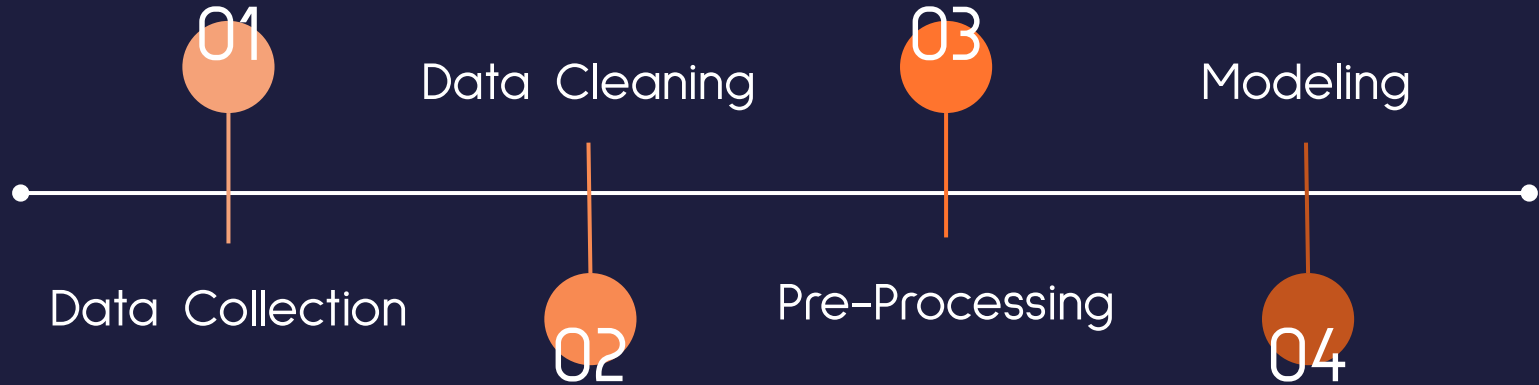 01
Data Collection
Data Cleaning
02
03
Pre-Processing
Modeling
04